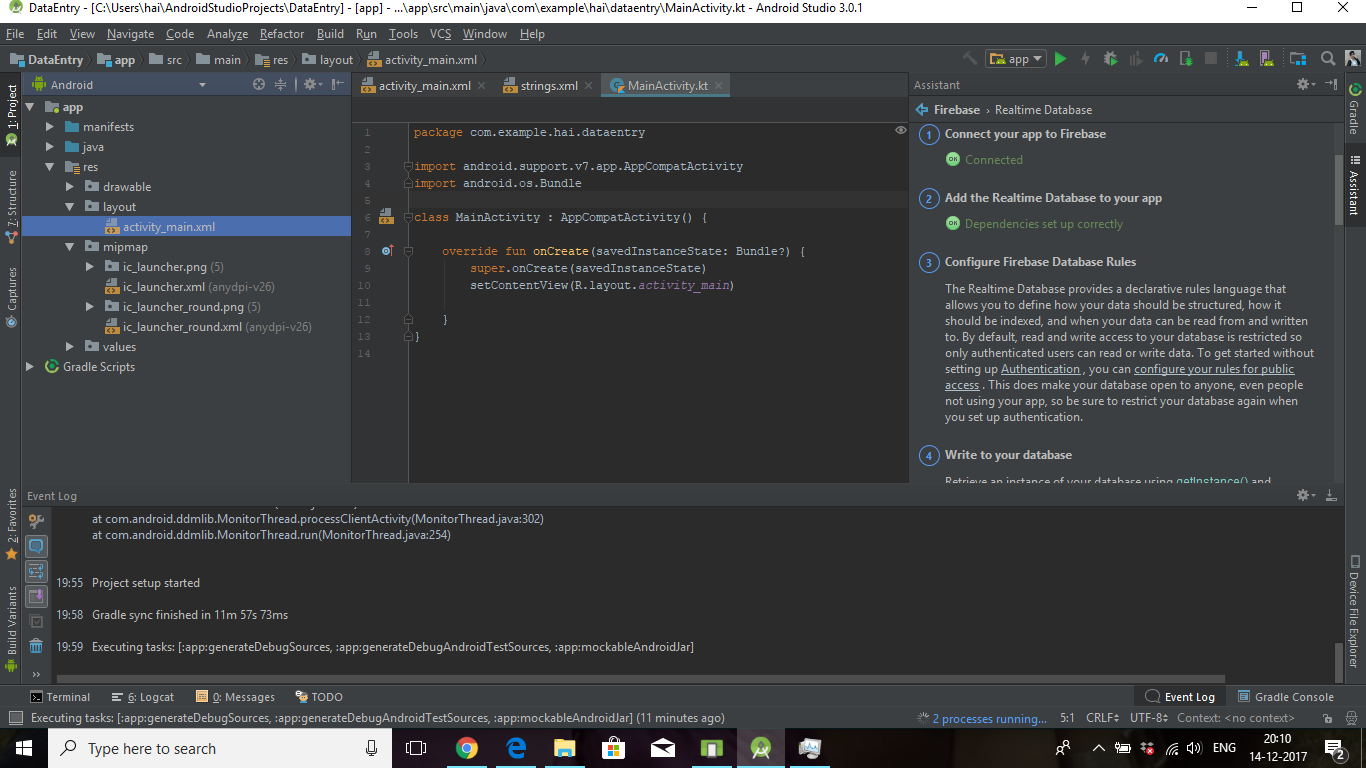 DataEntry - [C:\Users\hai\AndroidStudioProjects\DataEntry] - [app] - ...\app\src\main\java\com\example\hai\dataentry\MainActivity.kt - Android Studio 3.0.1
File Edit View Navigate Code Analyze Refactor Build Run Tools VCS Window Help
DataEntry app src main res layout activity_main.xml
app
Android
activity_main.xml strings.xml MainActivity.kt
Assistant
1: Project
7: Structure
Captures
2: Favorites
Build Variants
app
manifests
java
res
drawable
layout
activity_main.xml
mipmap
ic_launcher.png (5)
ic_launcher.xml (anydpi-v26)
ic_launcher_round.png (5)
ic_launcher_round.xml (anydpi-v26)
values
Gradle Scripts
1 package com.example.hai.dataentry
2
3 import android.support.v7.app.AppCompatActivity
4 import android.os.Bundle
5
6 class MainActivity : AppCompatActivity() {
7
8 override fun onCreate(savedInstanceState: Bundle?) {
9 super.onCreate(savedInstanceState)
10 setContentView(R.layout.activity_main)
11
12 }
13 }
14
Firebase › Realtime Database
1 Connect your app to Firebase
OK Connected
2 Add the Realtime Database to your app
OK Dependencies set up correctly
3 Configure Firebase Database Rules
The Realtime Database provides a declarative rules language that
allows you to define how your data should be structured, how it
should be indexed, and when your data can be read from and written
to. By default, read and write access to your database is restricted so
only authenticated users can read or write data. To get started without
setting up Authentication , you can configure your rules for public
access . This does make your database open to anyone, even people
not using your app, so be sure to restrict your database again when
you set up authentication.
4 Write to your database
Retrieve an instance of your database using getInstance() and
Gradle
Assistant
Device File Explorer
Event Log
at com.android.ddmlib.MonitorThread.processClientActivity(MonitorThread.java:302)
at com.android.ddmlib.MonitorThread.run(MonitorThread.java:254)
19:55 Project setup started
19:58 Gradle sync finished in 11m 57s 73ms
19:59 Executing tasks: [:app:generateDebugSources, :app:generateDebugAndroidTestSources, :app:mockableAndroidJar]
Terminal 6: Logcat 0: Messages TODO Event Log Gradle Console
Executing tasks: [:app:generateDebugSources, :app:generateDebugAndroidTestSources, :app:mockableAndroidJar] (11 minutes ago) 2 processes running... 5:1 CRLF UTF-8 Context: <no context>
Type here to search
ENG
20:10
14-12-2017
2